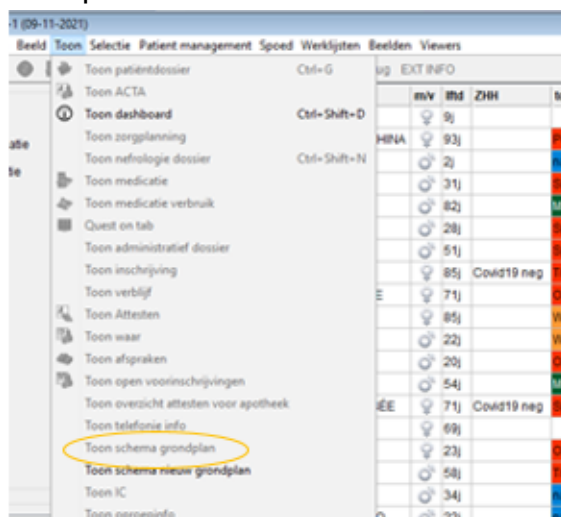 -1 (09-11-2021)
Beeld Toon Selectie Patient management Spoed Werklijsten Beelden Viewers
Toon patiëntdossier Ctrl+G ug EXT INFO
Toon ACTA m/v lftd ZHH
Toon dashboard Ctrl+Shift+D 9j
Toon zorgplanning HINA 93j
atie
Toon nefrologie dossier Ctrl+Shift+N 2j
tie
Toon medicatie 31j
Toon medicatie verbruik 82j
Quest on tab 28j
Toon administratief dossier 51j
Toon inschrijving 85j Covid19 neg
Toon verblijf E 71j
Toon Attesten 85j
Toon waar 22j
Toon afspraken 20j
Toon open voorinschrijvingen 54j
Toon overzicht attesten voor apotheek ÉE 71j Covid19 neg
Toon telefonie info 69j
Toon schema grondplan 23j
Toon schema nieuw grondplan 58j
Toon IC 34j
Toon oproepinfo